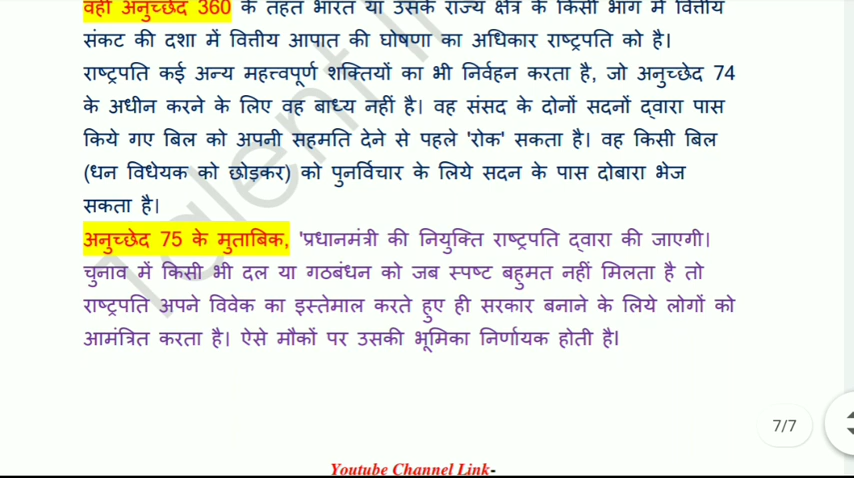 वहीं अनुच्छेद 360 के तहत भारत या उसके राज्य क्षेत्र के किसी भाग में वित्तीय
संकट की दशा में वित्तीय आपात की घोषणा का अधिकार राष्ट्रपति को है।
राष्ट्रपति कई अन्य महत्त्वपूर्ण शक्तियों का भी निर्वहन करता है, जो अनुच्छेद 74
के अधीन करने के लिए वह बाध्य नहीं है। वह संसद के दोनों सदनों द्वारा पास
किये गए बिल को अपनी सहमति देने से पहले 'रोक' सकता है। वह किसी बिल
(धन विधेयक को छोड़कर) को पुनर्विचार के लिये सदन के पास दोबारा भेज
सकता है।
अनुच्छेद 75 के मुताबिक, 'प्रधानमंत्री की नियुक्ति राष्ट्रपति द्वारा की जाएगी।
चुनाव में किसी भी दल या गठबंधन को जब स्पष्ट बहुमत नहीं मिलता है तो
राष्ट्रपति अपने विवेक का इस्तेमाल करते हुए ही सरकार बनाने के लिये लोगों को
आमंत्रित करता है। ऐसे मौकों पर उसकी भूमिका निर्णायक होती है।
7/7
Youtube Channel Link-